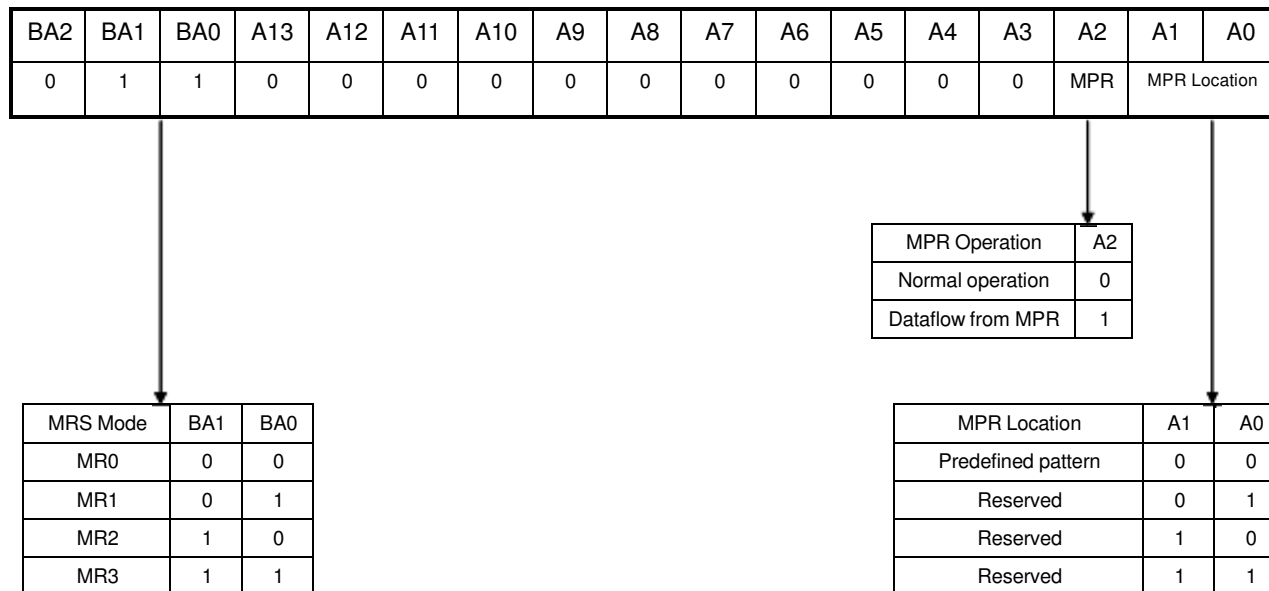 BA2 BA1 BA0 A13 A12 A11 A10 A9 A8 A7 A6 A5 A4 A3 A2 A1 A0
0 1 1 0 0 0 0 0 0 0 0 0 0 0 MPR MPR Location
MPR Operation A2
Normal operation 0
Dataflow from MPR 1
MRS Mode BA1 BA0
MR0 0 0
MR1 0 1
MR2 1 0
MR3 1 1
MPR Location A1 A0
Predefined pattern 0 0
Reserved 0 1
Reserved 1 0
Reserved 1 1